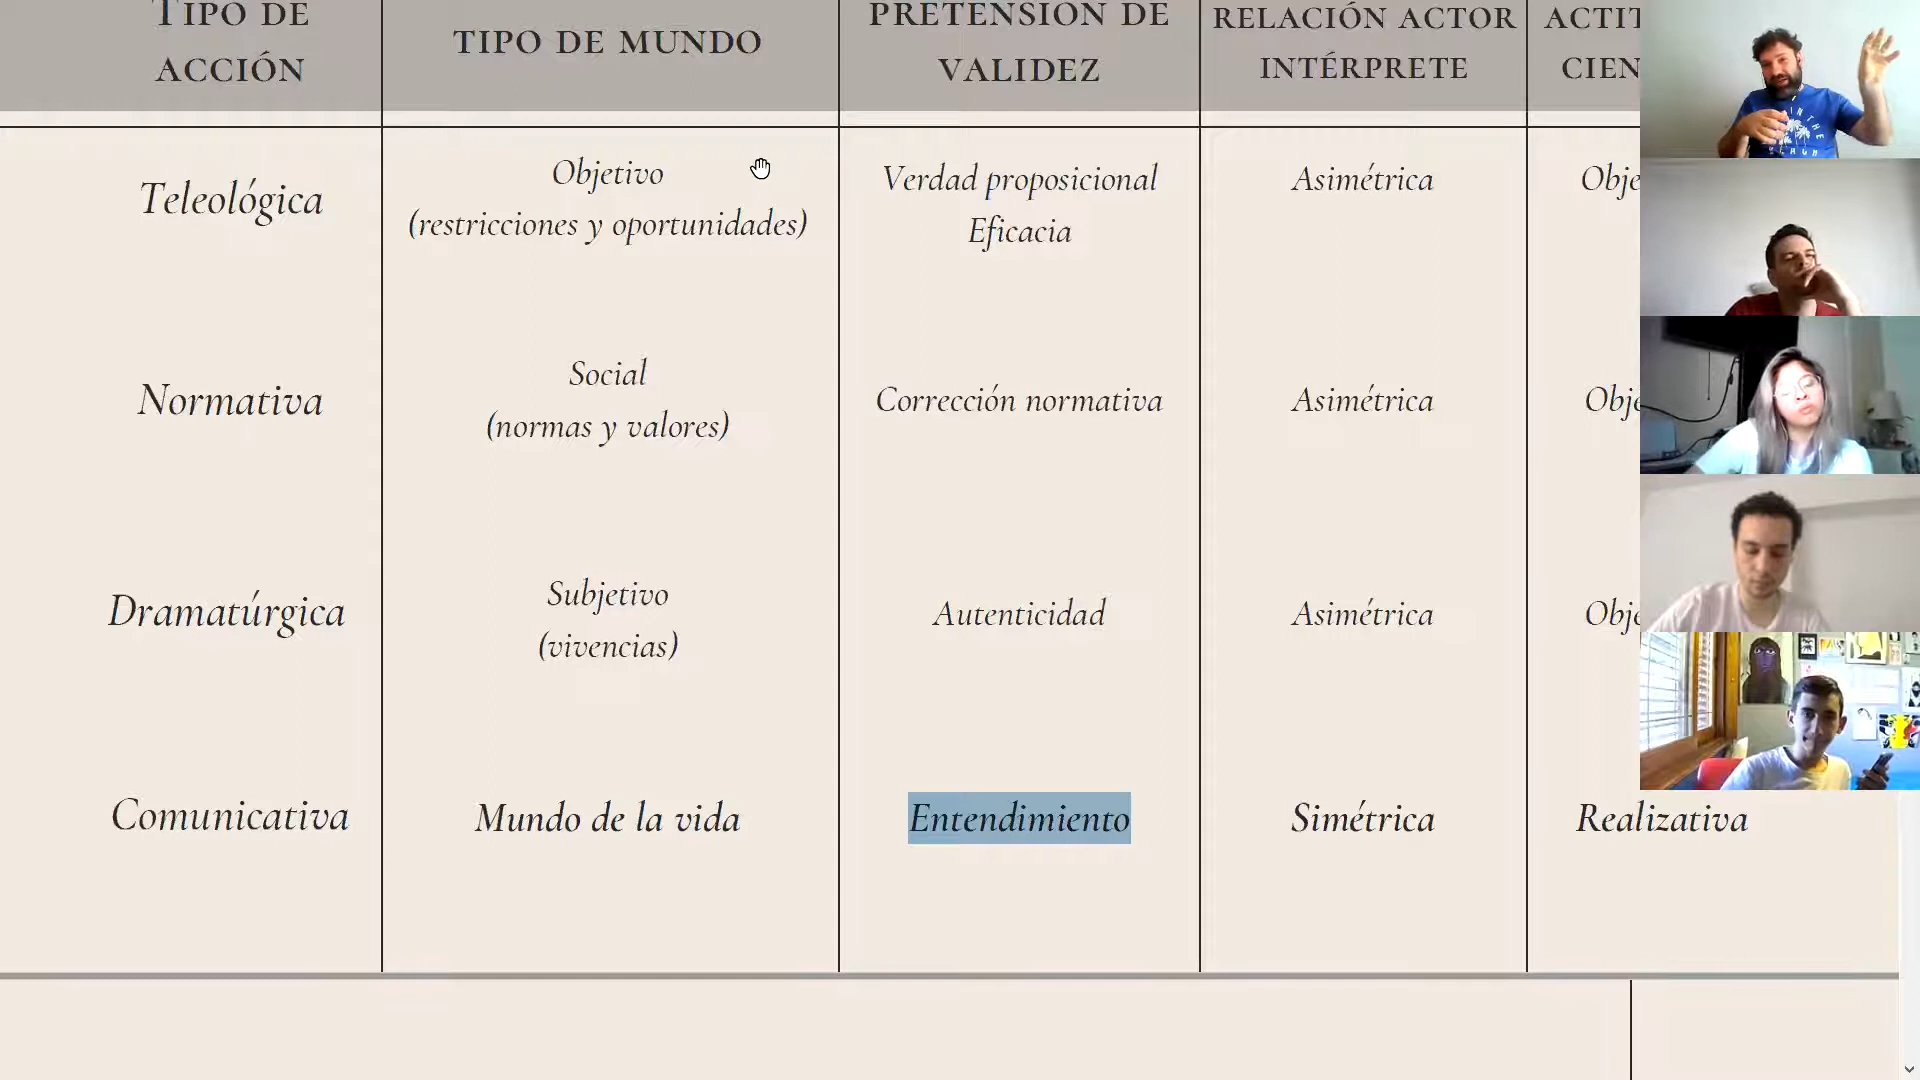 TIPO DE
ACCIÓN
TIPO DE MUNDO
PRETENSIÓN DE
VALIDEZ
RELACIÓN ACTOR
INTÉRPRETE
Teleológica
Objetivo
(restricciones y oportunidades)
Verdad proposicional
Eficacia
Asimétrica
Normativa
Social
(normas y valores)
Corrección normativa
Asimétrica
Dramatúrgica
Subjetivo
(vivencias)
Autenticidad
Asimétrica
Comunicativa
Mundo de la vida
Entendimiento
Simétrica
Realizativa